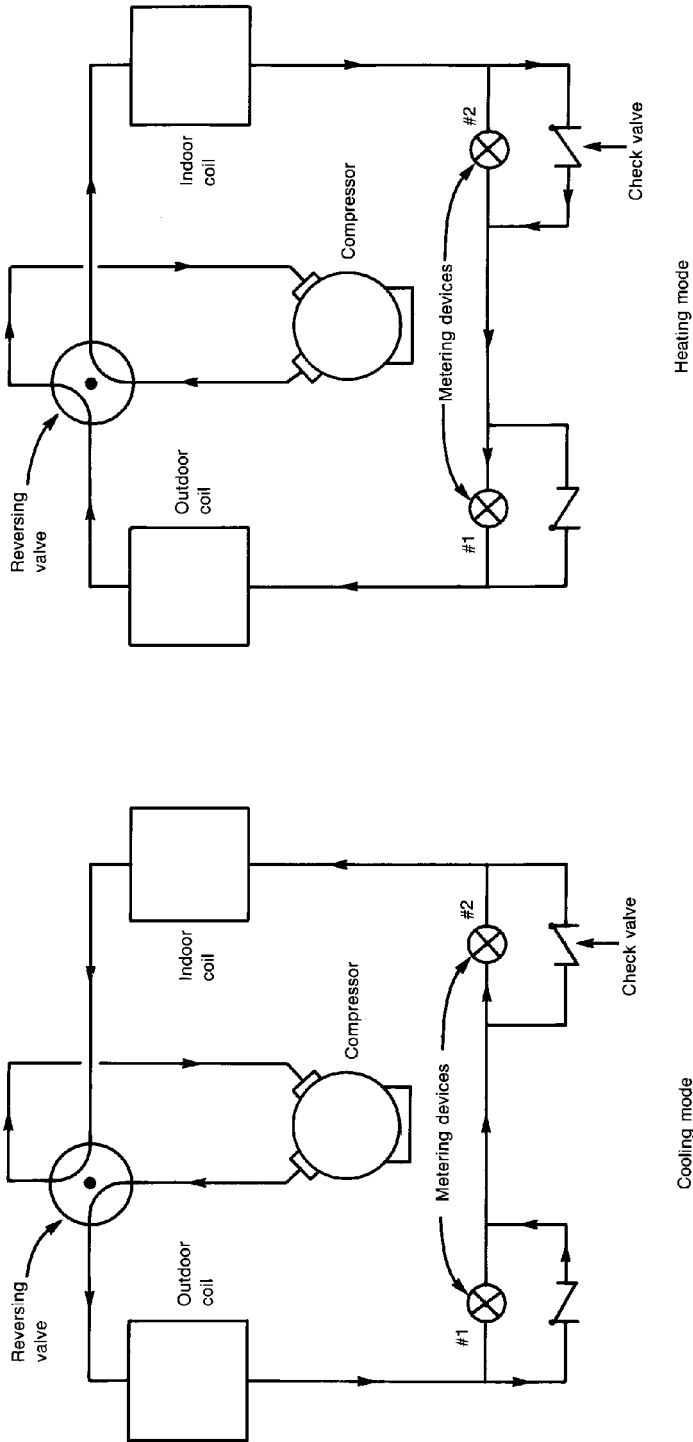 Reversing
valve
Outdoor
coil
Indoor
coil
Compressor
Metering devices
#1
#2
Check valve
Cooling mode
Reversing
valve
Outdoor
coil
Indoor
coil
Compressor
Metering devices
#1
#2
Check valve
Heating mode